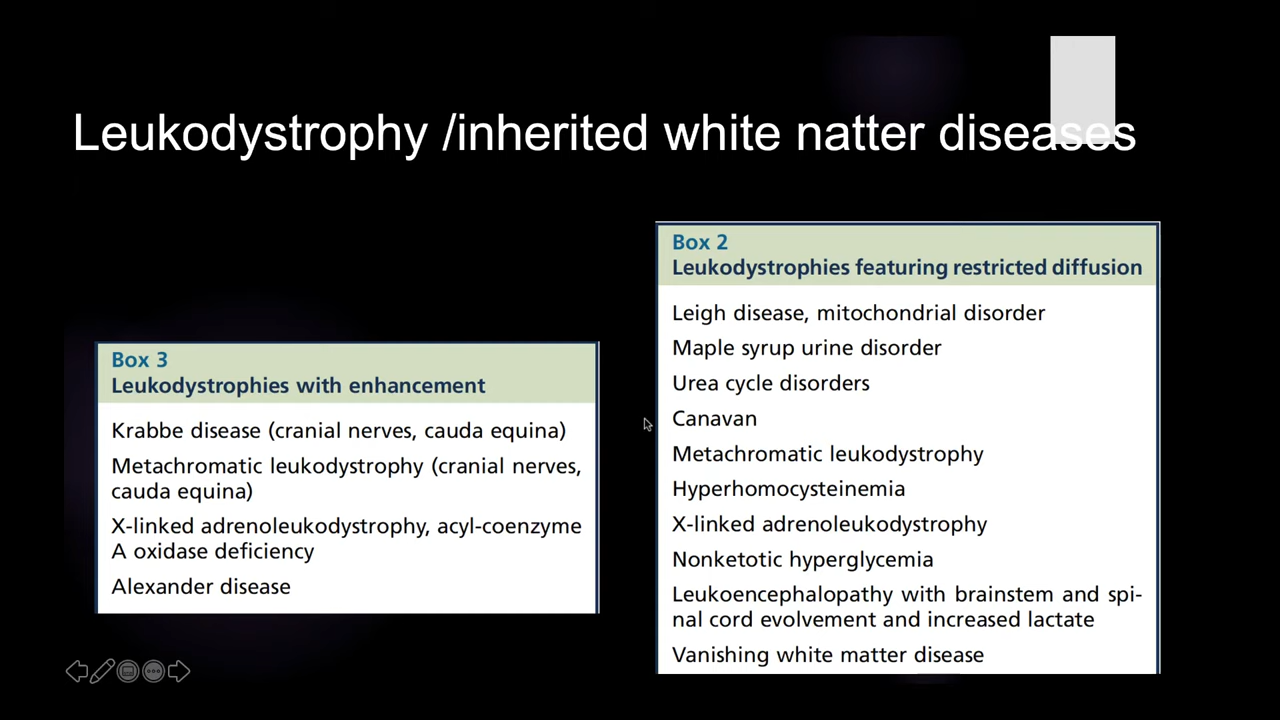 Leukodystrophy /inherited white natter diseases
Box 3
Leukodystrophies with enhancement
Krabbe disease (cranial nerves, cauda equina)
Metachromatic leukodystrophy (cranial nerves,
cauda equina)
X-linked adrenoleukodystrophy, acyl-coenzyme
A oxidase deficiency
Alexander disease
Box 2
Leukodystrophies featuring restricted diffusion
Leigh disease, mitochondrial disorder
Maple syrup urine disorder
Urea cycle disorders
Canavan
Metachromatic leukodystrophy
Hyperhomocysteinemia
X-linked adrenoleukodystrophy
Nonketotic hyperglycemia
Leukoencephalopathy with brainstem and spi-
nal cord evolvement and increased lactate
Vanishing white matter disease